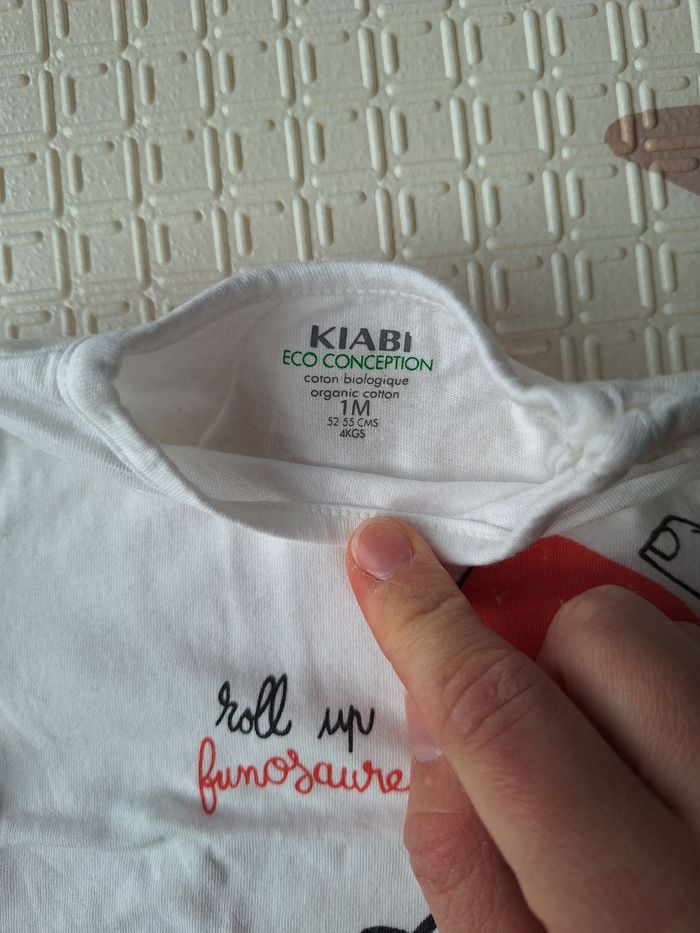 KIABI
ECO CONCEPTION
coton biologique
organic cotton
1M
52 55 CMS
4KGS
roll up
funosaure